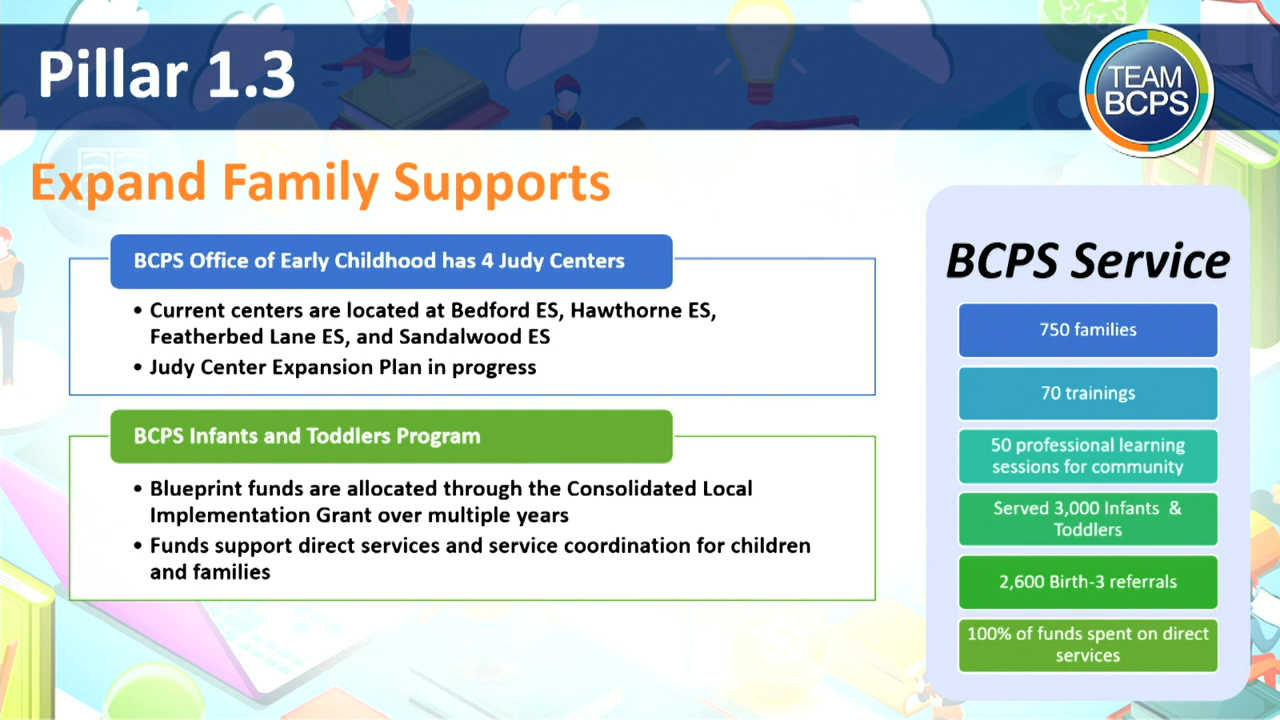 Pillar 1.3
TEAM
BCPS
Expand Family Supports
BCPS Office of Early Childhood has 4 Judy Centers
• Current centers are located at Bedford ES, Hawthorne ES,
Featherbed Lane ES, and Sandalwood ES
• Judy Center Expansion Plan in progress
BCPS Infants and Toddlers Program
• Blueprint funds are allocated through the Consolidated Local
Implementation Grant over multiple years
• Funds support direct services and service coordination for children
and families
BCPS Service
750 families
70 trainings
50 professional learning
sessions for community
Served 3,000 Infants &
Toddlers
2,600 Birth-3 referrals
100% of funds spent on direct
services